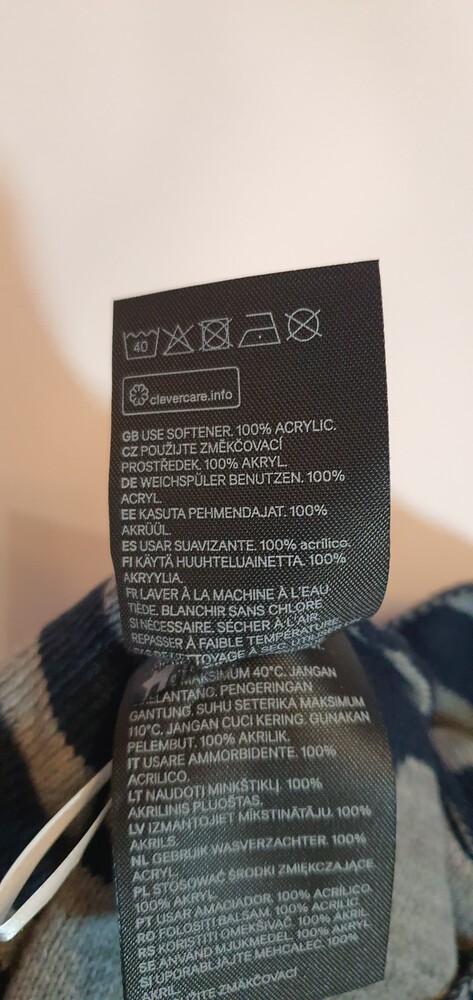 40
clevercare.info
GB USE SOFTENER. 100% ACRYLIC.
CZ POUŽIJTE ZMĚKČOVACÍ
PROSTŘEDEK. 100% AKRYL.
DE WEICHSPÜLER BENUTZEN. 100%
ACRYL.
EE KASUTA PEHMENDAJAT. 100%
AKRÜÜL.
ES USAR SUAVIZANTE. 100% acrílico.
FI KÄYTÄ HUUHTELUAINETTA. 100%
AKRYYLIA.
FR LAVER À LA MACHINE À L'EAU
TIÈDE. BLANCHIR SANS CHLORE
SI NÉCESSAIRE. SÉCHER À L'AIR.
REPASSER À FAIBLE TEMPÉRATURE
MAKSIMUM 40°C. JANGAN
PENGERINGAN
GANTUNG. SUHU SETERIKA MAKSIMUM
110°C. JANGAN CUCI KERING. GUNAKAN
PELEMBUT. 100% AKRILIK.
IT USARE AMMORBIDENTE. 100%
ACRILICO.
LT NAUDOTI MINKŠTIKLĮ. 100%
AKRILINIS PLUOŠTAS.
LV IZMANTOJIET MĪKSTINĀTĀJU. 100%
AKRILS.
NL GEBRUIK WASVERZACHTER. 100%
ACRYL.
PL STOSOWAĆ ŚRODKI ZMIĘKCZAJĄCE.
100% AKRYL.
PT USAR AMACIADOR. 100% ACRÍLICO.
RO FOLOSIȚI BALSAM. 100% ACRILIC.
RS KORISTITI OMEKŠIVAČ. 100% AKRIL
SE ANVÄND MJUKMEDEL. 100% AKRYL
SI UPORABLJAJTE MEHČALEC. 100%
AKRIL.
ZMÄKČOVACÍ